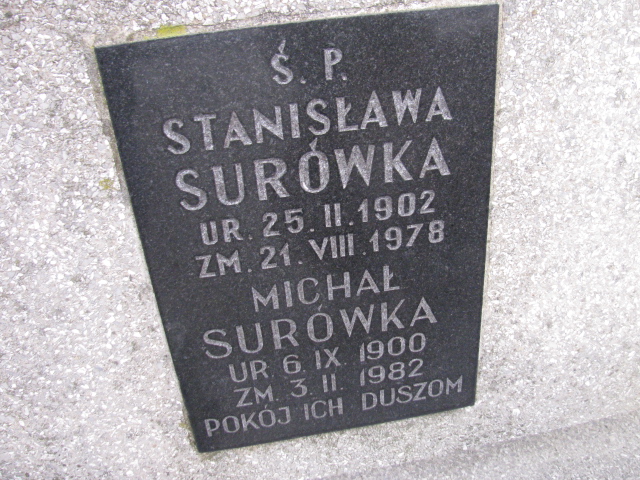 Ś. P.
STANISŁAWA
SURÓWKA
UR. 25. II. 1902
ZM. 21. VIII. 1978
MICHAŁ
SURÓWKA
UR 6. IX 1900
ZM. 3. II. 1982
POKÓJ ICH DUSZOM